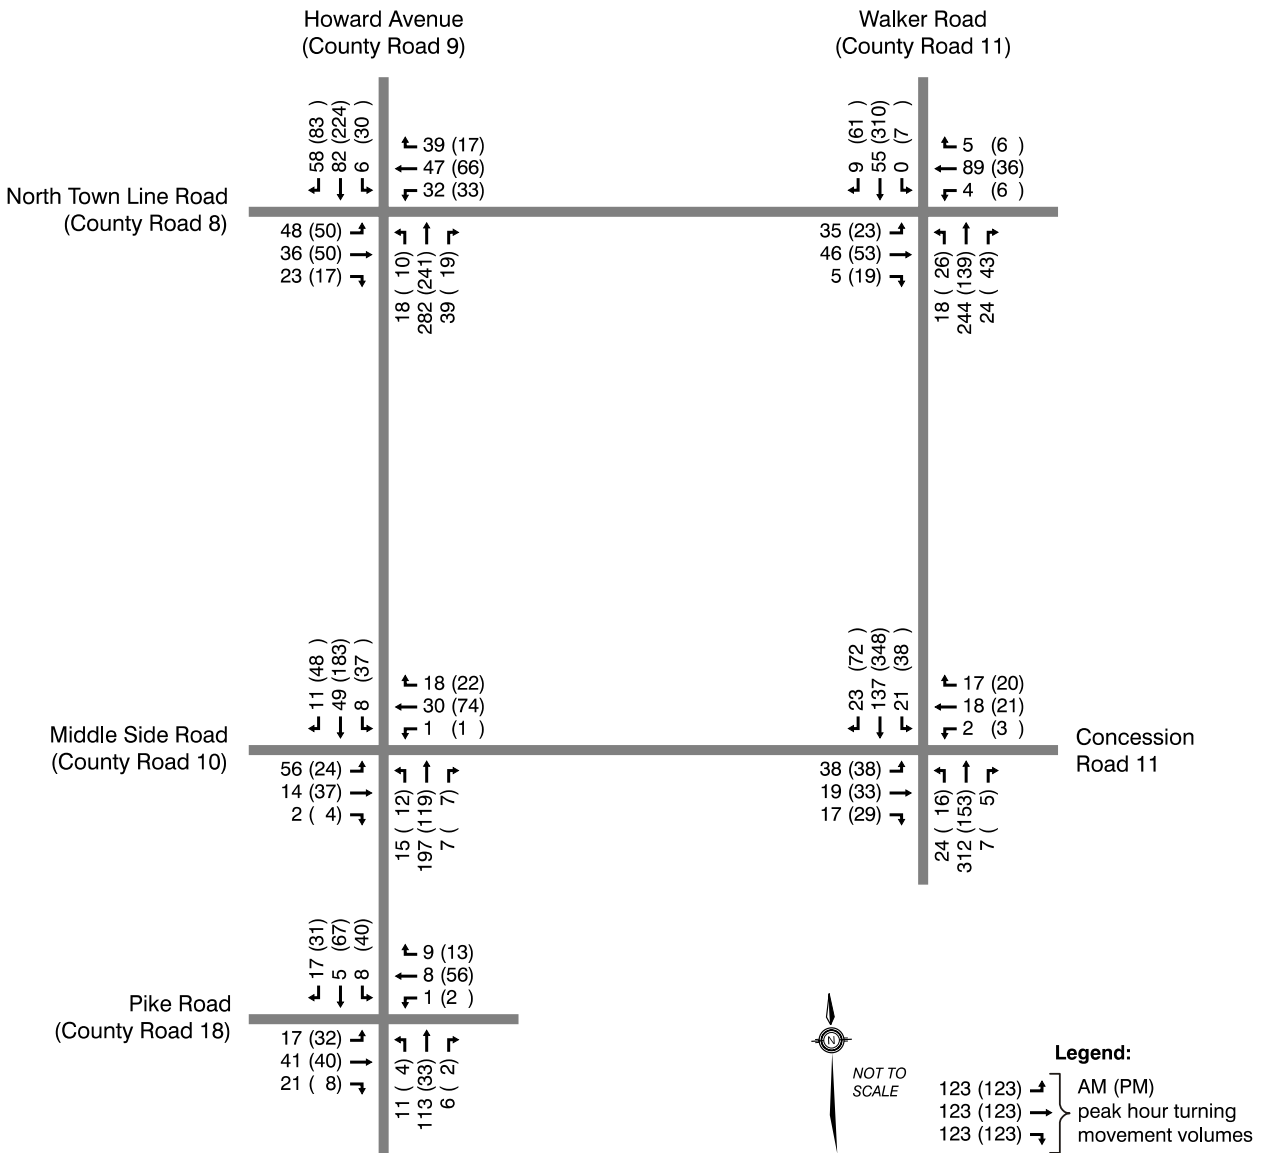 Howard Avenue
(County Road 9)
Walker Road
(County Road 11)
58 (83 )
82 (224)
6 (30 )
39 (17)
47 (66)
32 (33)
9 (61 )
55 (310)
0 (7 )
5 (6 )
89 (36)
4 (6 )
North Town Line Road
(County Road 8)
48 (50)
36 (50)
23 (17)
18 ( 10)
282 (241)
39 ( 19)
35 (23)
46 (53)
5 (19)
18 ( 26)
244 (139)
24 ( 43)
11 (48 )
49 (183)
8 (37 )
18 (22)
30 (74)
1 (1 )
23 (72 )
137 (348)
21 (38 )
17 (20)
18 (21)
2 (3 )
Middle Side Road
(County Road 10)
Concession
Road 11
56 (24)
14 (37)
2 ( 4)
15 ( 12)
197 (119)
7 ( 7)
38 (38)
19 (33)
17 (29)
24 ( 16)
312 (153)
7 ( 5)
17 (31)
5 (67)
8 (40)
9 (13)
8 (56)
1 (2 )
Pike Road
(County Road 18)
17 (32)
41 (40)
21 ( 8)
11 ( 4)
113 (33)
6 ( 2)
N
NOT TO
SCALE
Legend:
123 (123) AM (PM)
123 (123) peak hour turning
123 (123) movement volumes